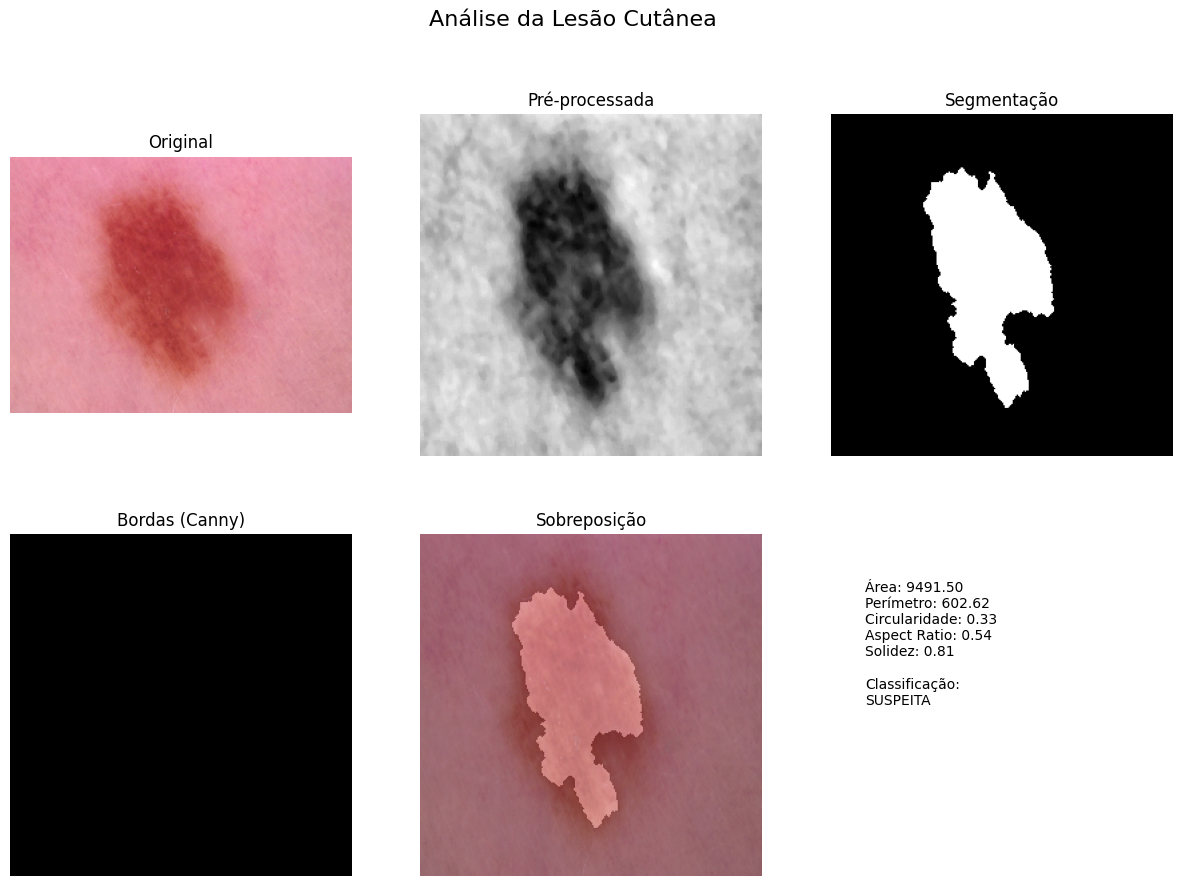 Análise da Lesão Cutânea
Original
Pré-processada
Segmentação
Bordas (Canny)
Sobreposição
Área: 9491.50
Perímetro: 602.62
Circularidade: 0.33
Aspect Ratio: 0.54
Solidez: 0.81
Classificação:
SUSPEITA